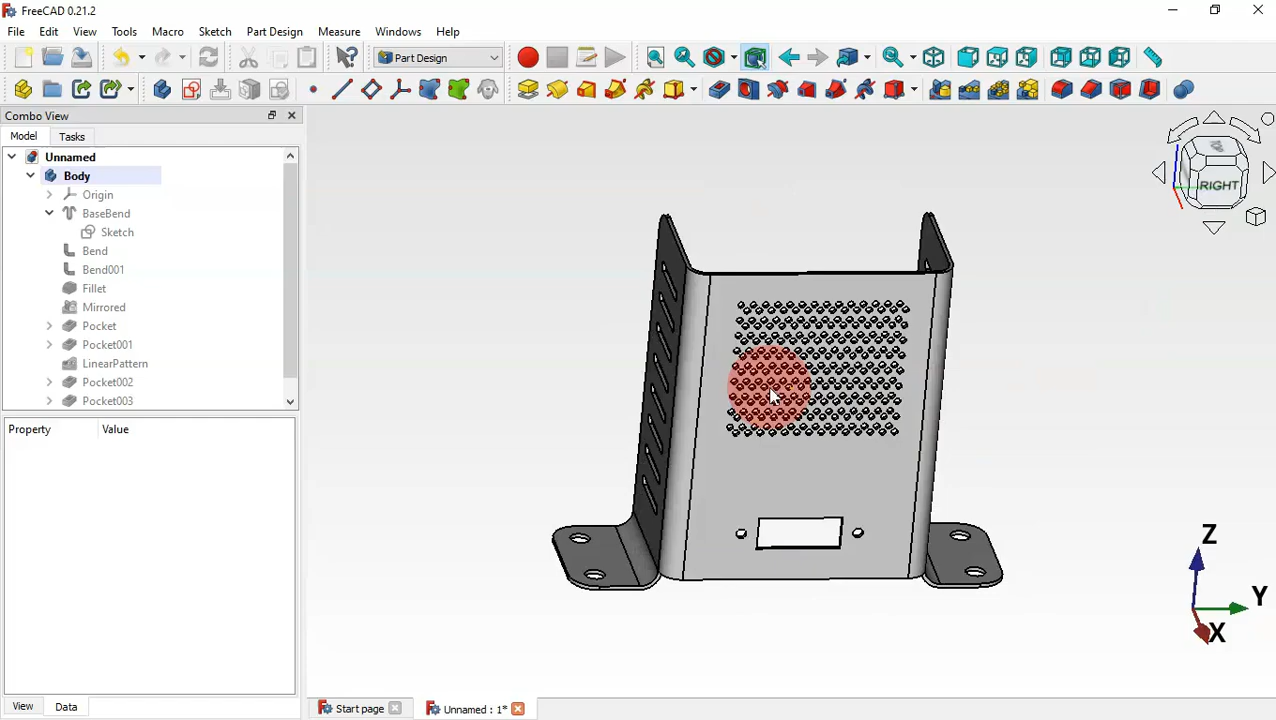 FreeCAD 0.21.2
File Edit View Tools Macro Sketch Part Design Measure Windows Help
Part Design
Combo View
Model Tasks
Unnamed
Body
Origin
BaseBend
Sketch
Bend
Bend001
Fillet
Mirrored
Pocket
Pocket001
LinearPattern
Pocket002
Pocket003
Property Value
View Data
Start page
Unnamed : 1*
RIGHT
Z
Y
X